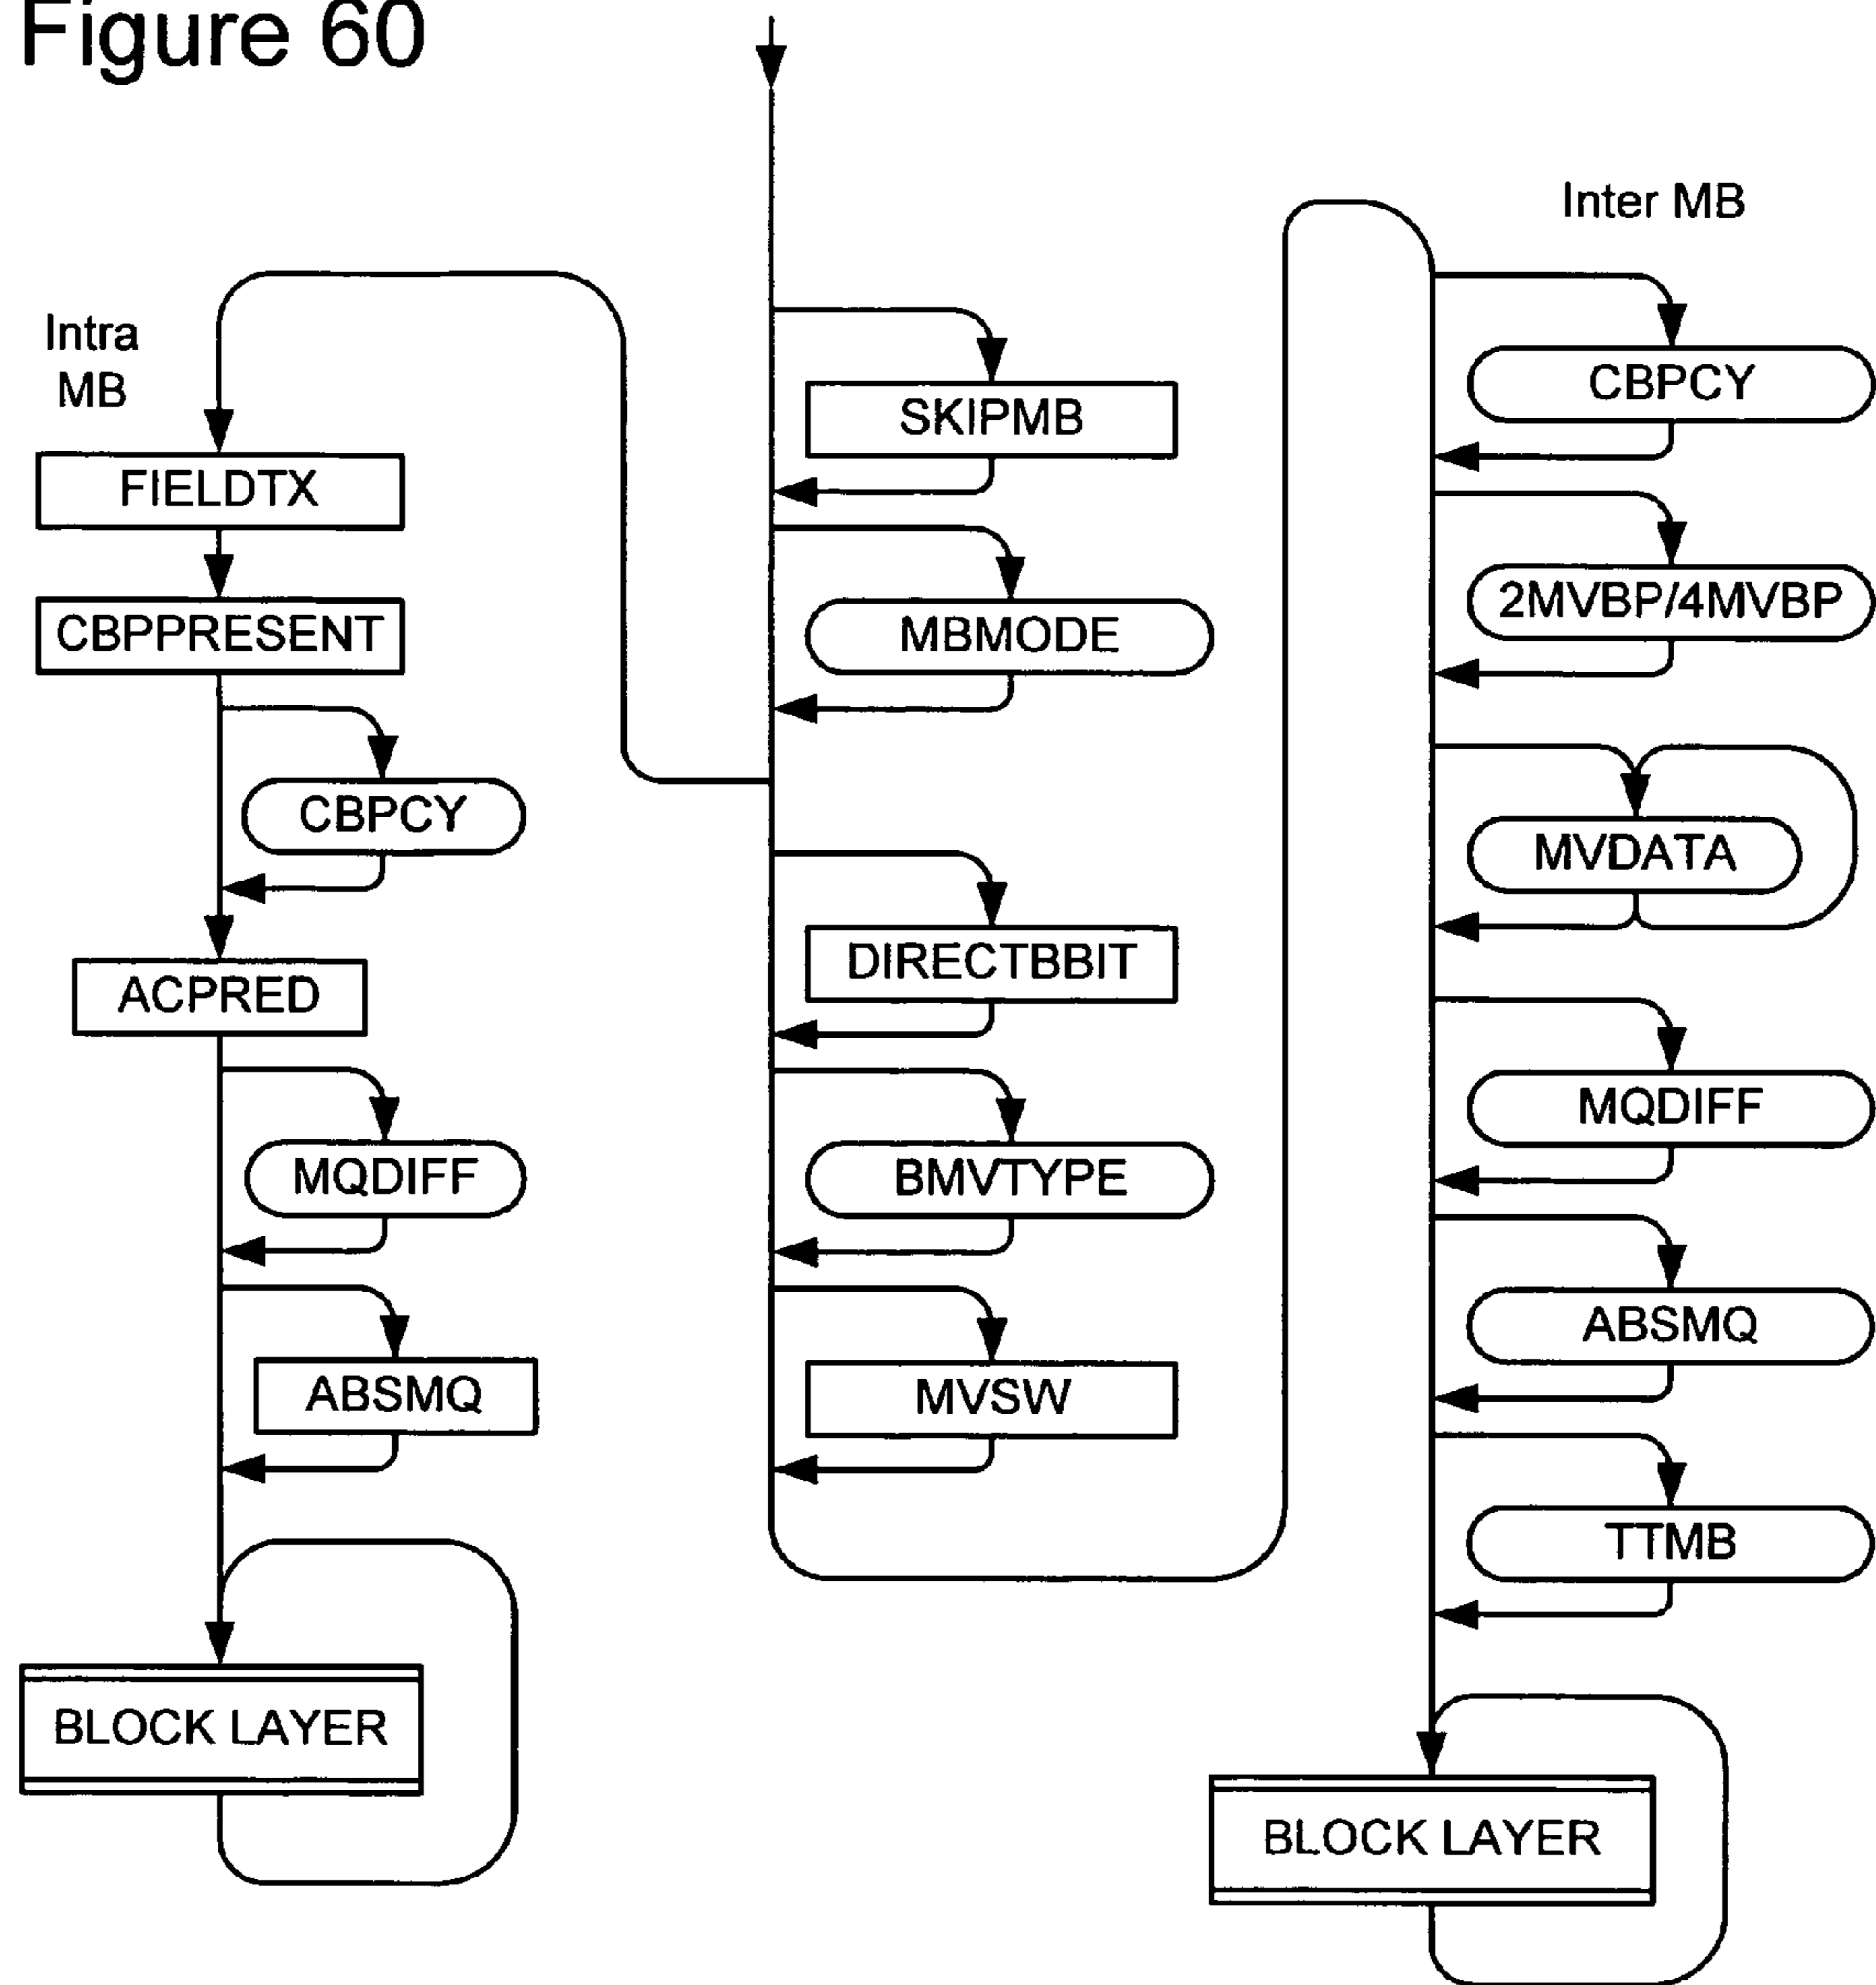 Figure 60
Intra
MB
FIELDTX
CBPPRESENT
CBPCY
ACPRED
MQDIFF
ABSMQ
BLOCK LAYER
SKIPMB
MBMODE
DIRECTBBIT
BMVTYPE
MVSW
Inter MB
CBPCY
2MVBP/4MVBP
MVDATA
MQDIFF
ABSMQ
TTMB
BLOCK LAYER